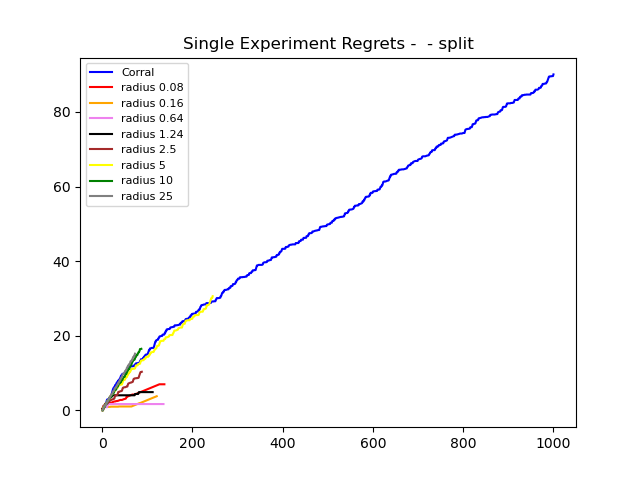 Single Experiment Regrets -  - split
Corral
radius 0.08
radius 0.16
radius 0.64
radius 1.24
radius 2.5
radius 5
radius 10
radius 25
80
60
40
20
0
0 200 400 600 800 1000